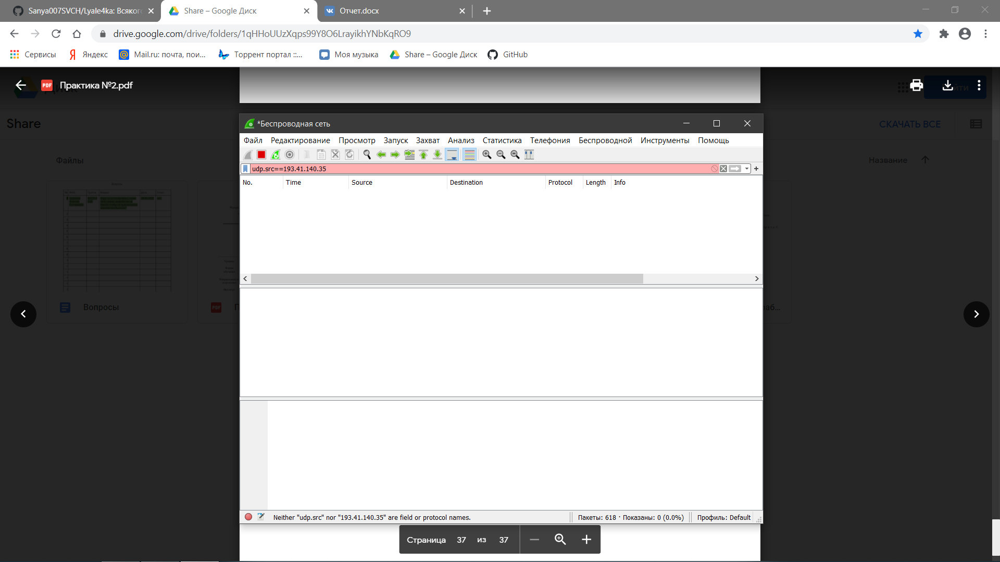 Sanya007SVCH/Lyale4ka: Всяког
Share – Google Диск
Отчет.docx
drive.google.com/drive/folders/1qHHoUUzXqps99Y8O6LrayikhYNbKqRO9
Сервисы
Яндекс
Mail.ru: почта, пои...
Торрент портал ::...
Моя музыка
Share – Google Диск
GitHub
PDF
Практика №2.pdf
Share
СКАЧАТЬ ВСЕ
Файлы
Название
*Беспроводная сеть
Файл Редактирование Просмотр Запуск Захват Анализ Статистика Телефония Беспроводной Инструменты Помощь
udp.src==193.41.140.35
No. Time Source Destination Protocol Length Info
Вопросы
PDF
Neither "udp.src" nor "193.41.140.35" are field or protocol names.
Пакеты: 618 · Показаны: 0 (0.0%)
Профиль: Default
Страница 37 из 37